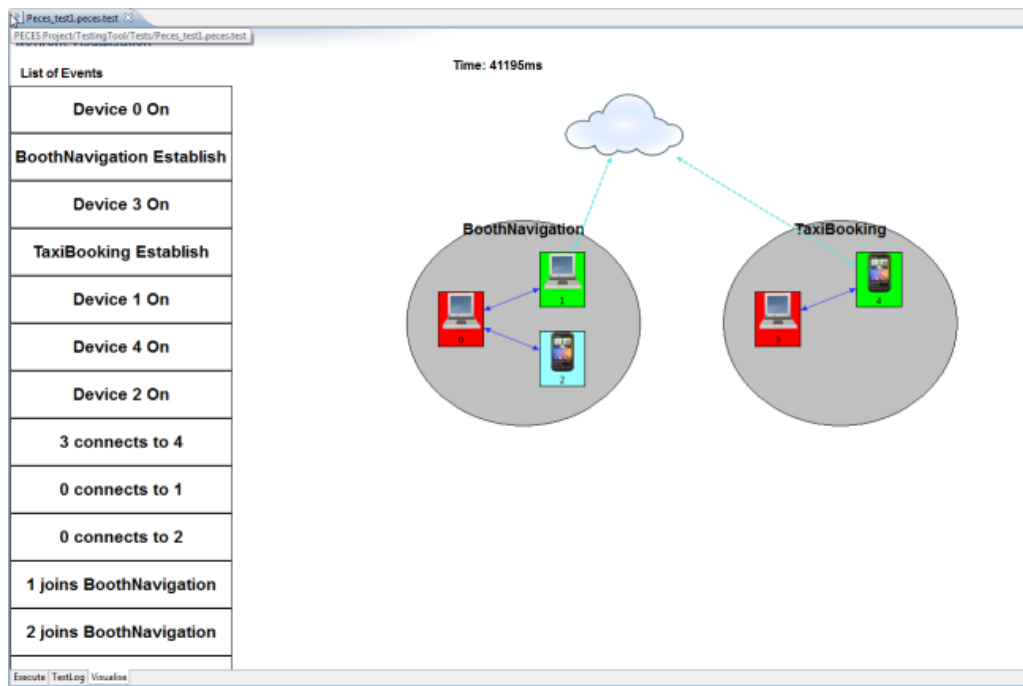 Peces_test1.peces.test
PECES Project/TestingTool/Tests/Peces_test1.peces.test
List of Events
Time: 41195ms
Device 0 On
BoothNavigation Establish
Device 3 On
TaxiBooking Establish
Device 1 On
Device 4 On
Device 2 On
3 connects to 4
0 connects to 1
0 connects to 2
1 joins BoothNavigation
2 joins BoothNavigation
BoothNavigation
1
0
2
TaxiBooking
4
3
Execute TestLog Visualise